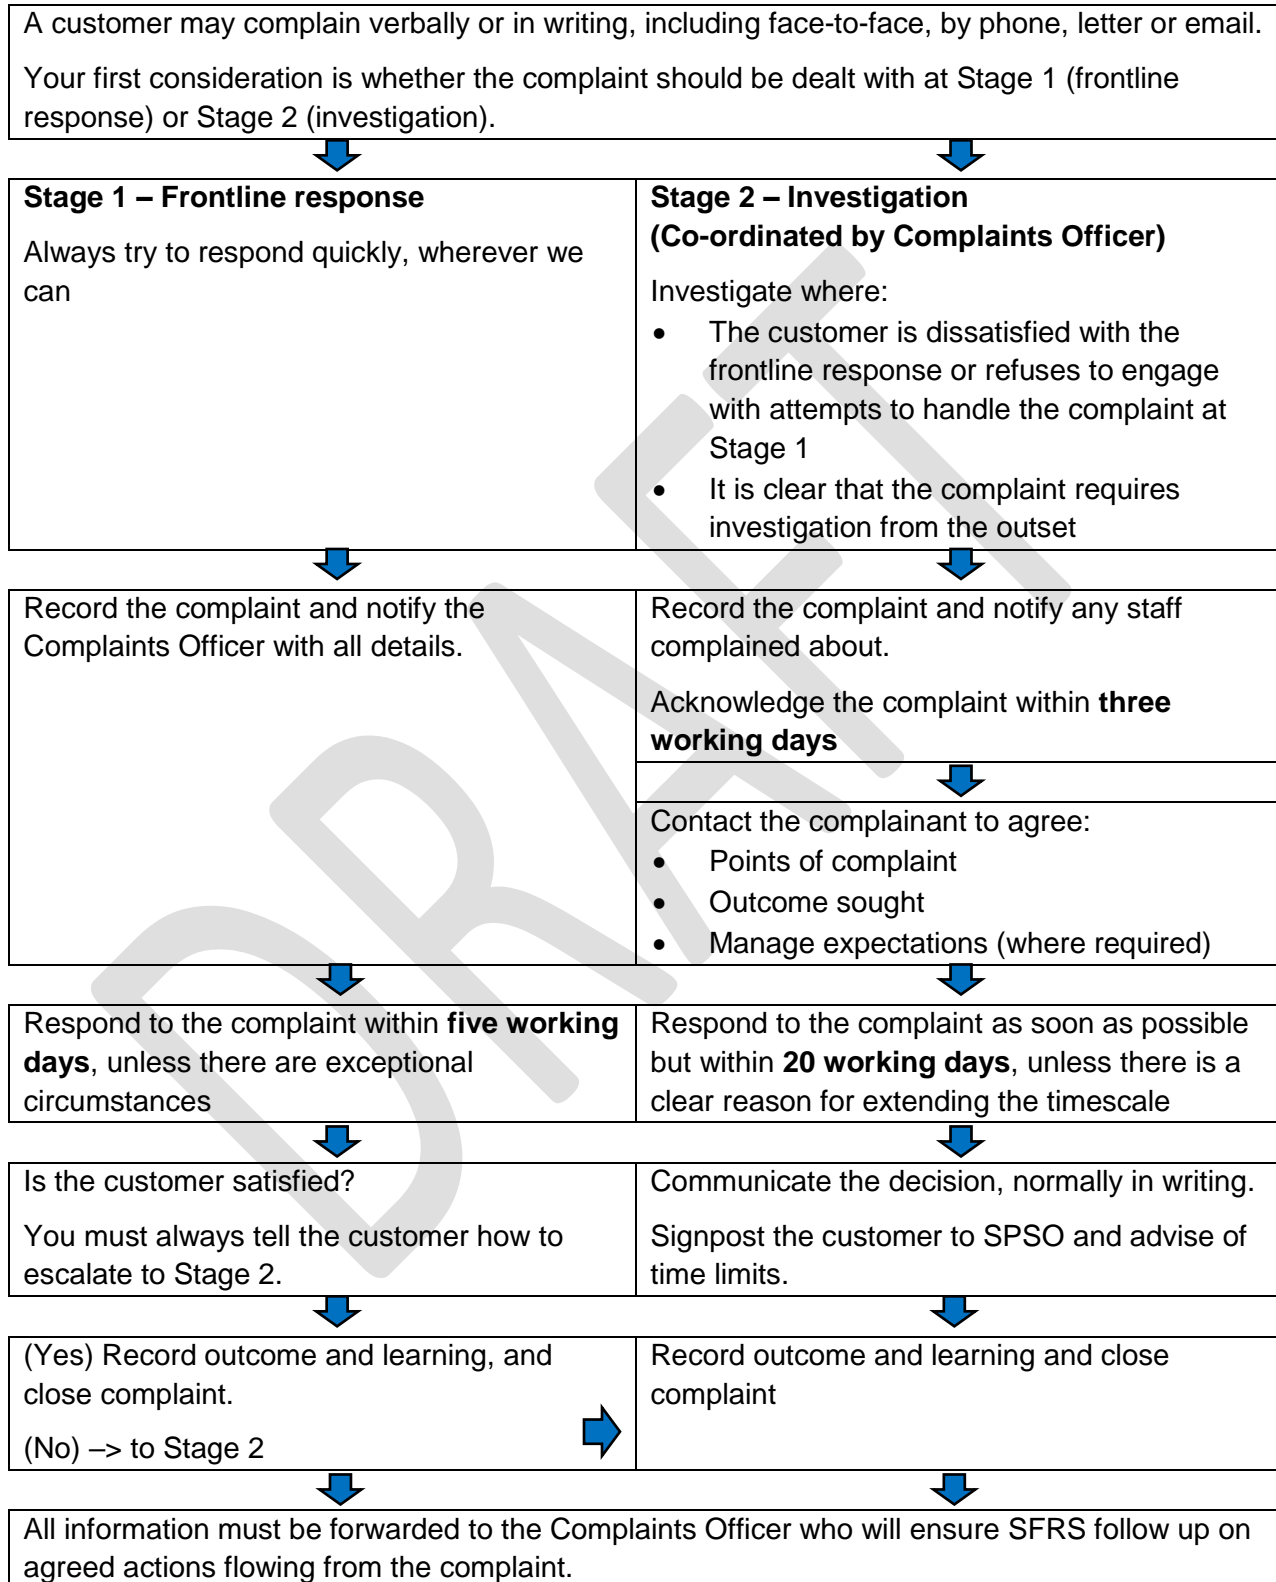 A customer may complain verbally or in writing, including face-to-face, by phone, letter or email.
Your first consideration is whether the complaint should be dealt with at Stage 1 (frontline
response) or Stage 2 (investigation).
Stage 1 – Frontline response
Always try to respond quickly, wherever we
can
Stage 2 – Investigation
(Co-ordinated by Complaints Officer)
Investigate where:
• The customer is dissatisfied with the
frontline response or refuses to engage
with attempts to handle the complaint at
Stage 1
• It is clear that the complaint requires
investigation from the outset
Record the complaint and notify the
Complaints Officer with all details.
Record the complaint and notify any staff
complained about.
Acknowledge the complaint within three
working days
Contact the complainant to agree:
• Points of complaint
• Outcome sought
• Manage expectations (where required)
Respond to the complaint within five working
days, unless there are exceptional
circumstances
Respond to the complaint as soon as possible
but within 20 working days, unless there is a
clear reason for extending the timescale
Is the customer satisfied?
You must always tell the customer how to
escalate to Stage 2.
Communicate the decision, normally in writing.
Signpost the customer to SPSO and advise of
time limits.
(Yes) Record outcome and learning, and
close complaint.
(No) –> to Stage 2
Record outcome and learning and close
complaint
All information must be forwarded to the Complaints Officer who will ensure SFRS follow up on
agreed actions flowing from the complaint.
DRAFT